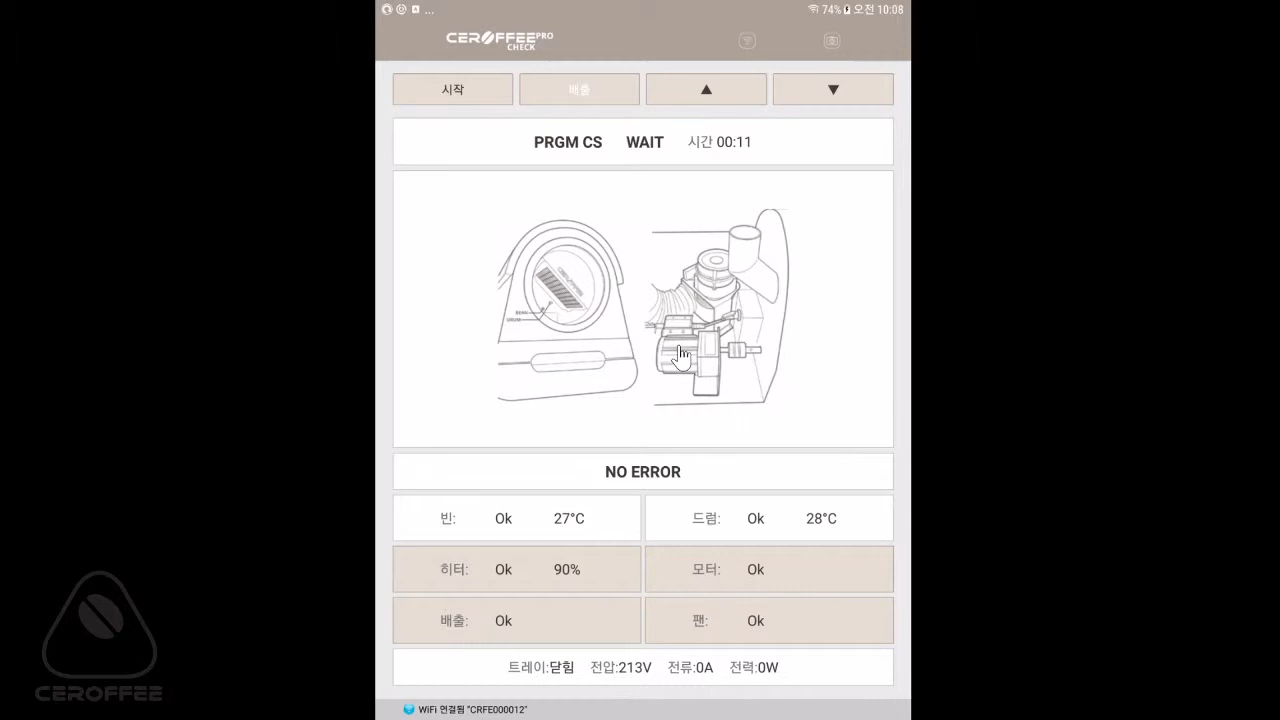 ... 74% 오전 10:08
CEROFFEE PRO
CHECK
시작 배출 ▲ ▼
PRGM CS WAIT 시간 00:11
CEROFFEE
BEAN
DRUM
NO ERROR
빈: Ok 27°C 드럼: Ok 28°C
히터: Ok 90% 모터: Ok
배출: Ok 팬: Ok
트레이:닫힘 전압:213V 전류:0A 전력:0W
WiFi 연결됨 "CRFE000012"
CEROFFEE